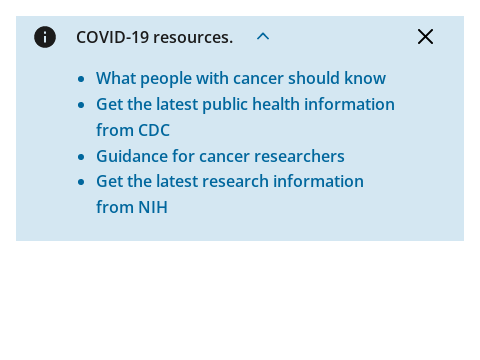 COVID-19 resources.
What people with cancer should know
Get the latest public health information
from CDC
Guidance for cancer researchers
Get the latest research information
from NIH